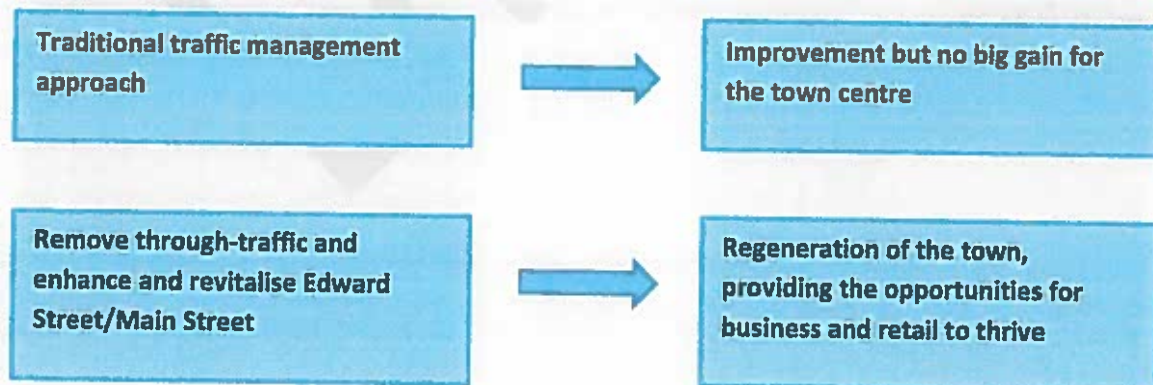 Traditional traffic management
approach
Improvement but no big gain for
the town centre
Remove through-traffic and
enhance and revitalise Edward
Street/Main Street
Regeneration of the town,
providing the opportunities for
business and retail to thrive